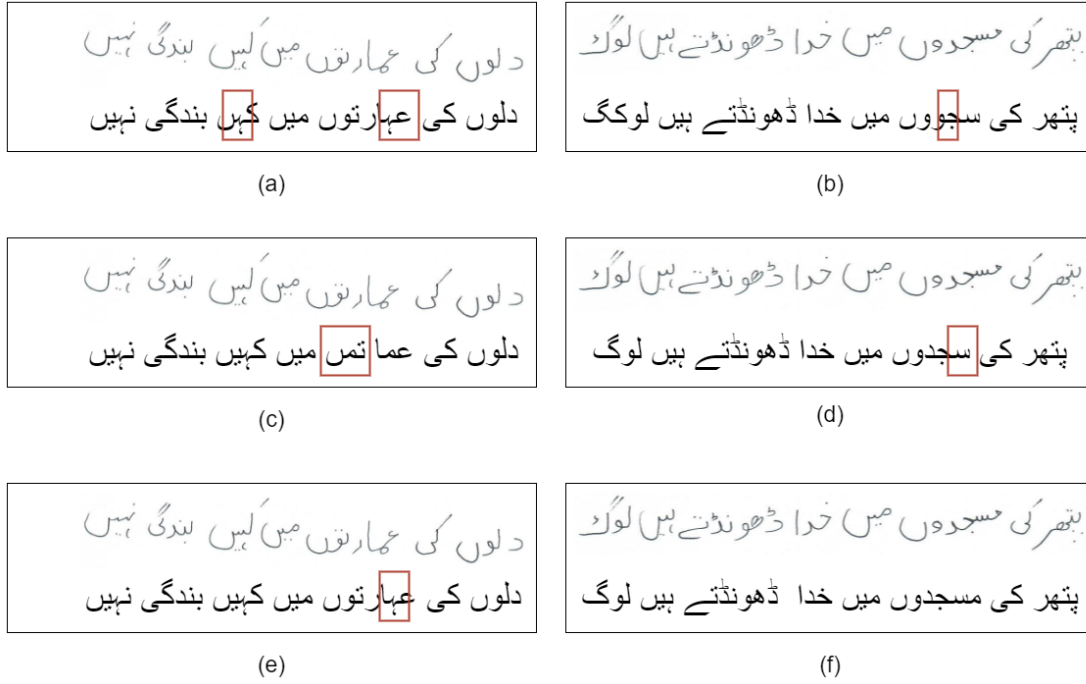 دلوں کی عمارتوں میں کہیں بندگی نہیں
دلوں کی عہارتوں میں کہں بندگی نہیں
(a)
پتھر کی مسجدوں میں خدا ڈھونڈتے ہیں لوگ
پتھر کی سجووں میں خدا ڈھونڈتے ہیں لوکگ
(b)
دلوں کی عمارتوں میں کہیں بندگی نہیں
دلوں کی عما تمں میں کہیں بندگی نہیں
(c)
پتھر کی مسجدوں میں خدا ڈھونڈتے ہیں لوگ
پتھر کی سجدوں میں خدا ڈھونڈتے ہیں لوگ
(d)
دلوں کی عمارتوں میں کہیں بندگی نہیں
دلوں کی عہارتوں میں کہیں بندگی نہیں
(e)
پتھر کی مسجدوں میں خدا ڈھونڈتے ہیں لوگ
پتھر کی مسجدوں میں خدا ڈھونڈتے ہیں لوگ
(f)